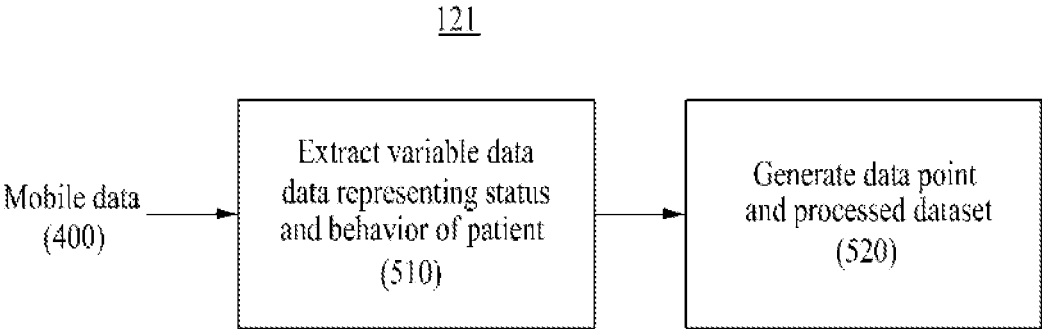 121
Mobile data
(400)
Extract variable data
data representing status
and behavior of patient
(510)
Generate data point
and processed dataset
(520)